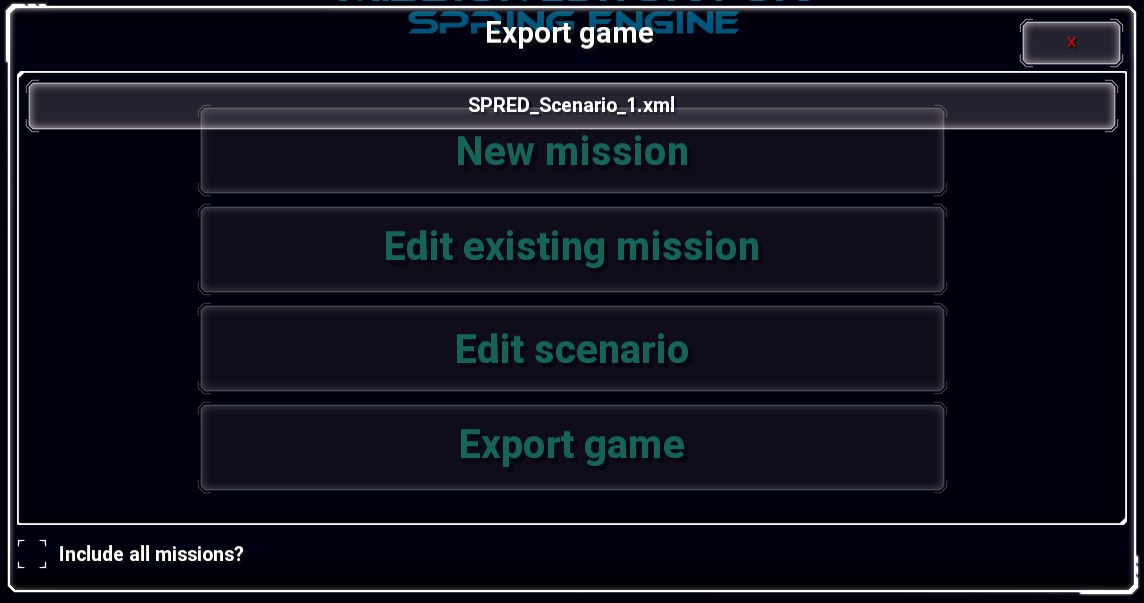 SPRING ENGINE
Export game
x
SPRED_Scenario_1.xml
New mission
Edit existing mission
Edit scenario
Export game
Include all missions?